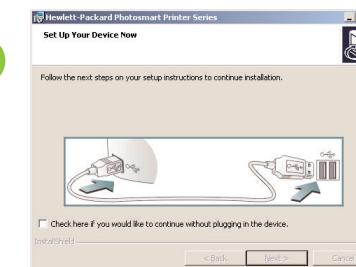 Hewlett-Packard Photosmart Printer Series
Set Up Your Device Now
Follow the next steps on your setup instructions to continue installation.
Check here if you would like to continue without plugging in the device.
InstallShield
< Back
Next >
Cancel